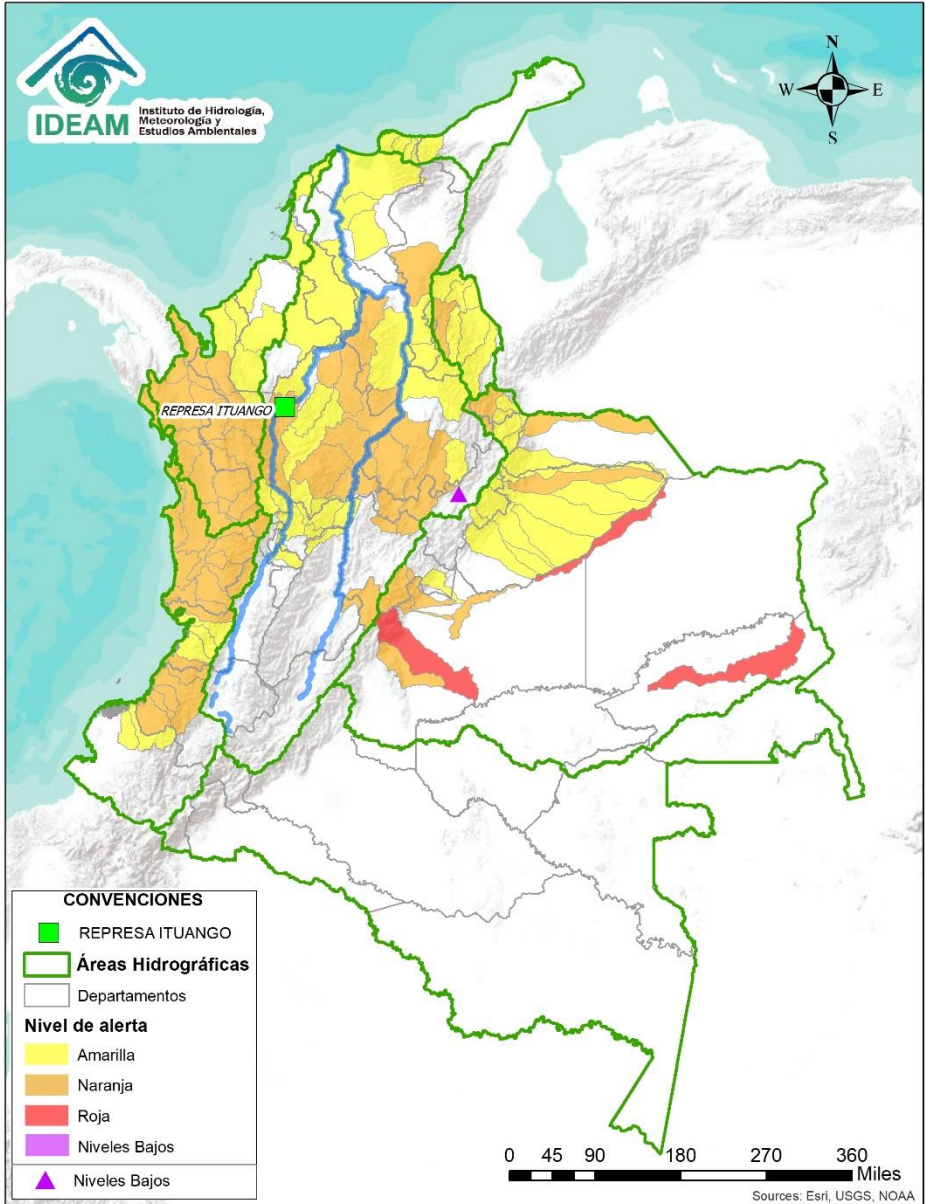 IDEAM
Instituto de Hidrología,
Meteorología y
Estudios Ambientales
N
W
E
S
REPRESA ITUANGO
CONVENCIONES
REPRESA ITUANGO
Áreas Hidrográficas
Departamentos
Nivel de alerta
Amarilla
Naranja
Roja
Niveles Bajos
Niveles Bajos
0 45 90 180 270 360
Miles
Sources: Esri, USGS, NOAA